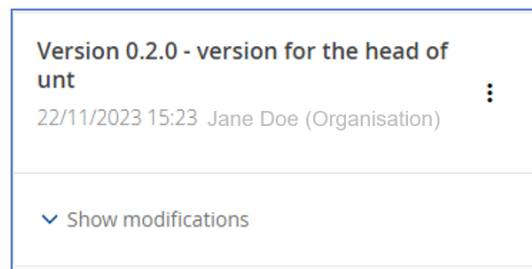 Version 0.2.0 - version for the head of
unt
22/11/2023 15:23 Jane Doe (Organisation)
Show modifications